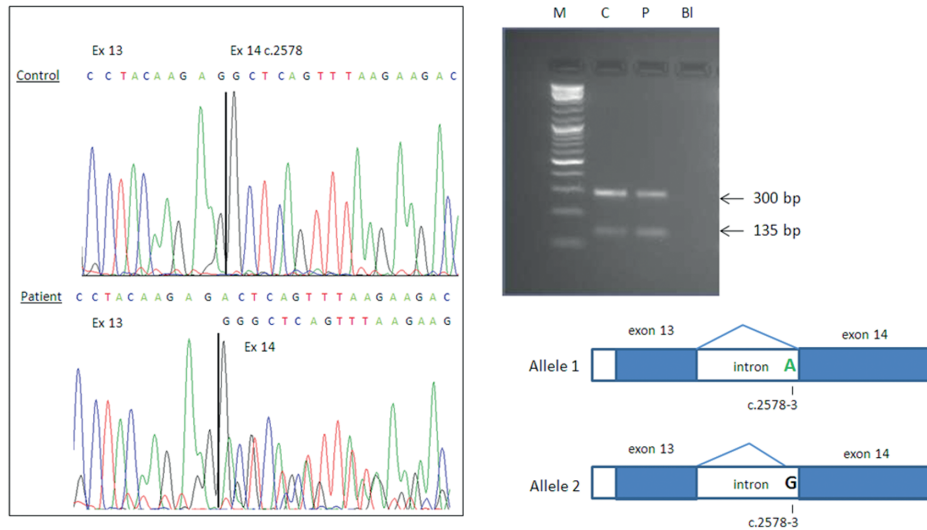 Ex 13 Ex 14 c.2578
Control C C T A C A A G A G G C T C A G T T T A A G A A G A C
Patient C C T A C A A G A G A C T C A G T T T A A G A A G A C
G G G C T C A G T T T A A G A A G
Ex 13 Ex 14
M C P Bl
300 bp
135 bp
exon 13 exon 14
Allele 1 intron A
c.2578-3
exon 13 exon 14
Allele 2 intron G
c.2578-3